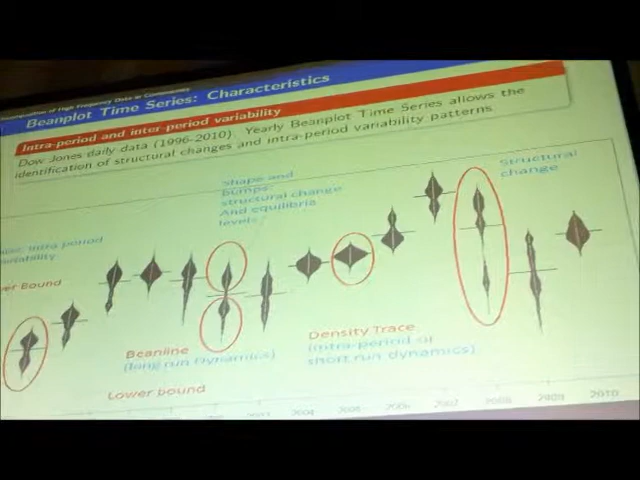 Beanplot Time Series: Characteristics
Intra-period and inter-period variability
Dow Jones daily data (1996-2010). Yearly Beanplot Time Series allows the
identification of structural changes and intra-period variability patterns
Shape and
bumps:
structural change
And equilibria
levels
Structural
change
intra period
Bound
Beanline
(long run Dynamics)
Lower bound
Density Trace
(intra-period
short run dynamics)
2004
2006
2007
2008
2009
2010